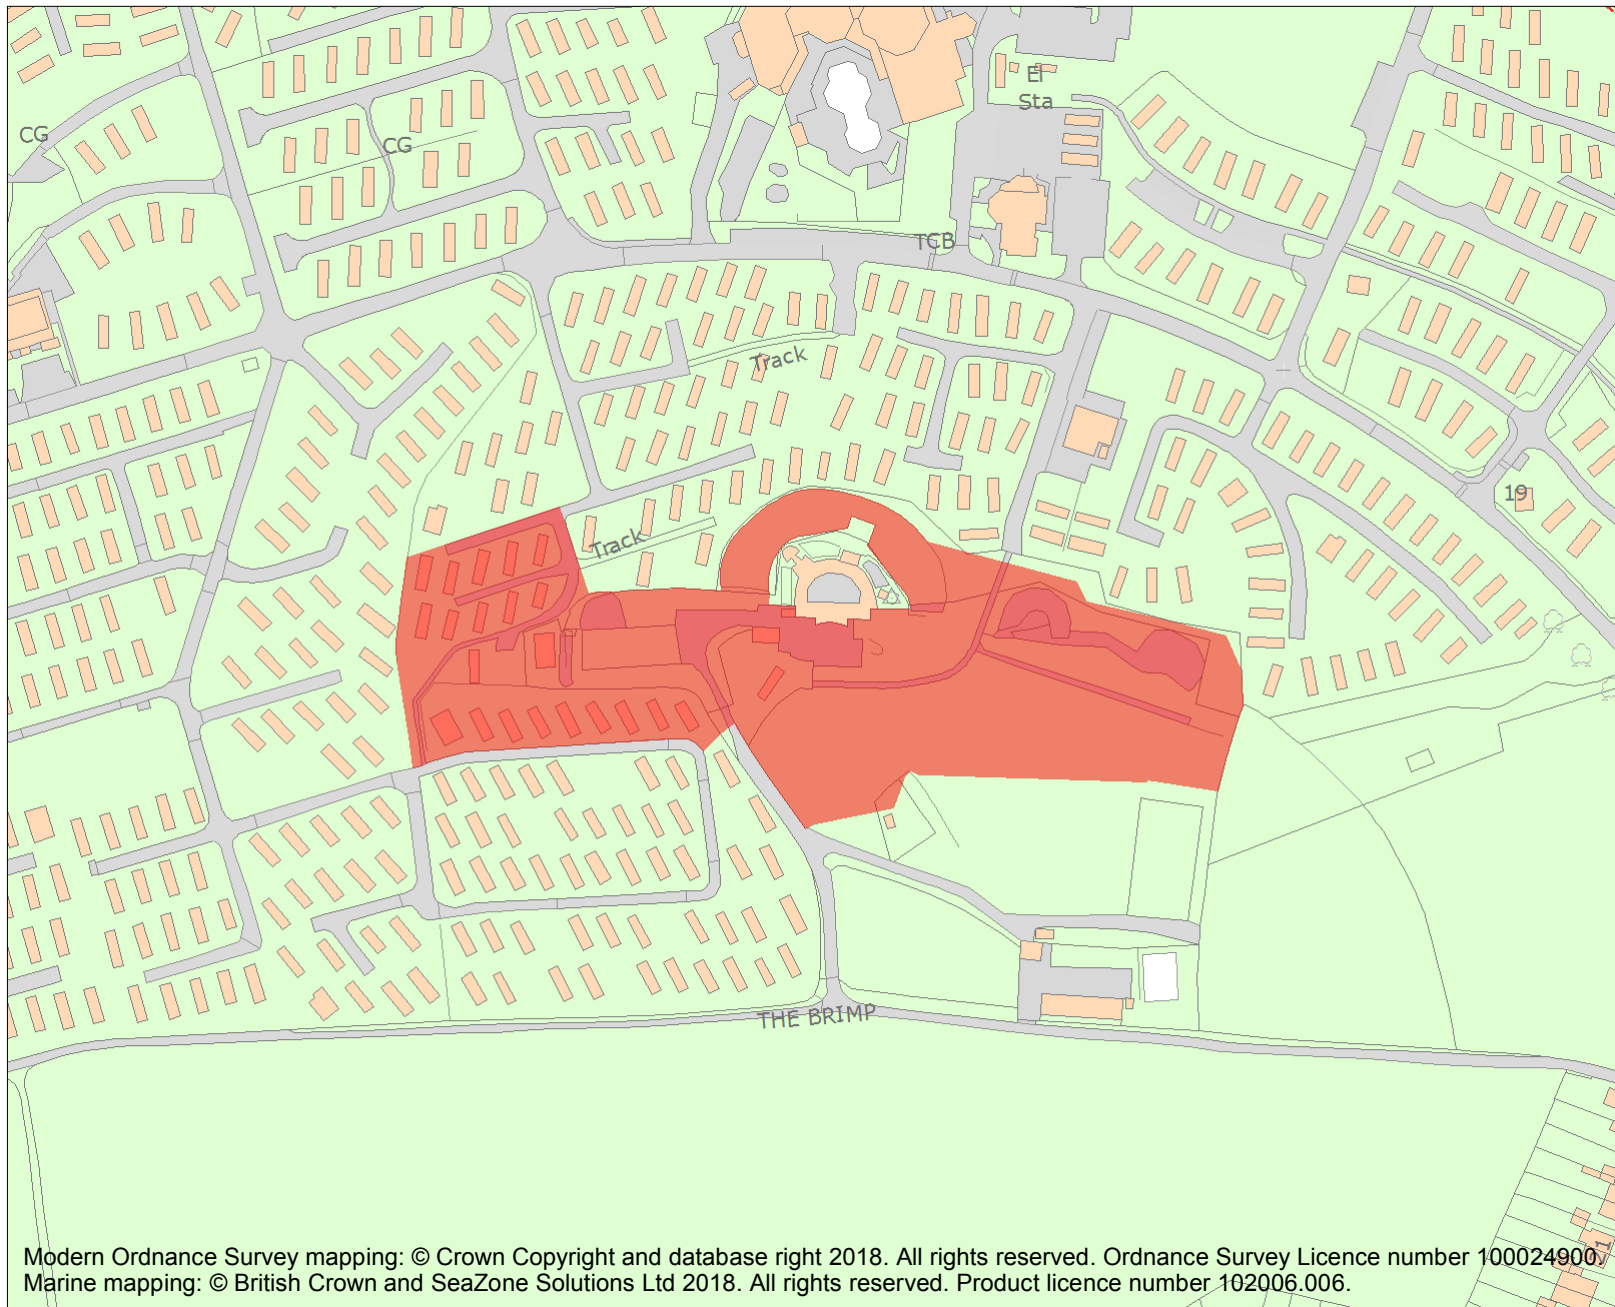 El
Sta
CG
CG
TCB
Track
19
Track
THE BRIMP
21
Modern Ordnance Survey mapping: © Crown Copyright and database right 2018. All rights reserved. Ordnance Survey Licence number 100024900.
Marine mapping: © British Crown and SeaZone Solutions Ltd 2018. All rights reserved. Product licence number 102006.006.